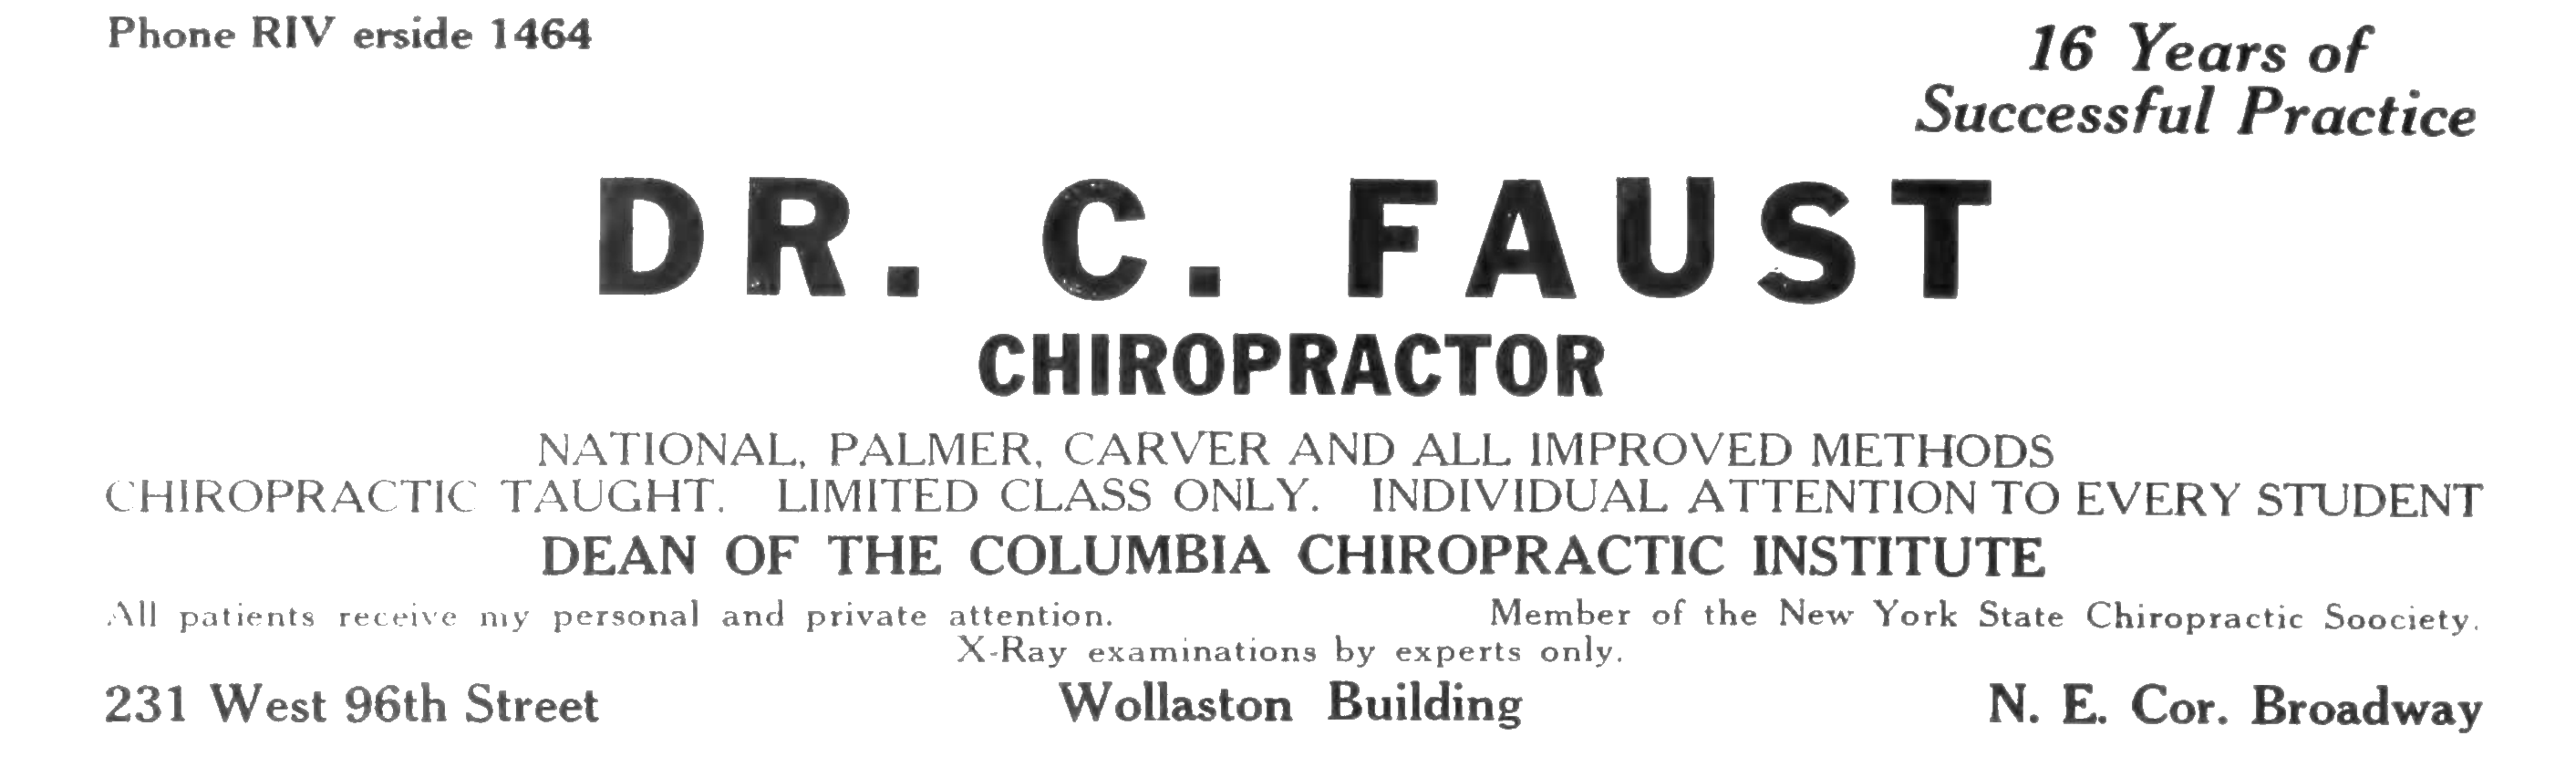 Phone RIV erside 1464
16 Years of
Successful Practice
DR. C. FAUST
CHIROPRACTOR
NATIONAL, PALMER, CARVER AND ALL IMPROVED METHODS
CHIROPRACTIC TAUGHT. LIMITED CLASS ONLY. INDIVIDUAL ATTENTION TO EVERY STUDENT
DEAN OF THE COLUMBIA CHIROPRACTIC INSTITUTE
All patients receive my personal and private attention. Member of the New York State Chiropractic Soociety.
X-Ray examinations by experts only.
231 West 96th Street Wollaston Building N. E. Cor. Broadway